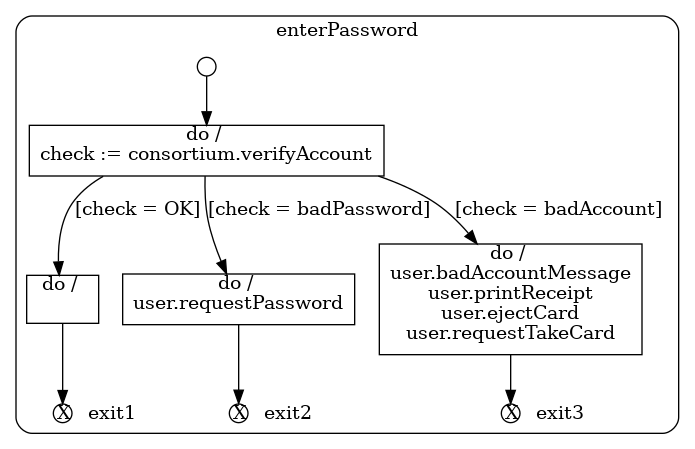 enterPassword
do /
check := consortium.verifyAccount
[check = OK]
[check = badPassword]
[check = badAccount]
do /
do /
user.requestPassword
do /
user.badAccountMessage
user.printReceipt
user.ejectCard
user.requestTakeCard
X exit1
X exit2
X exit3